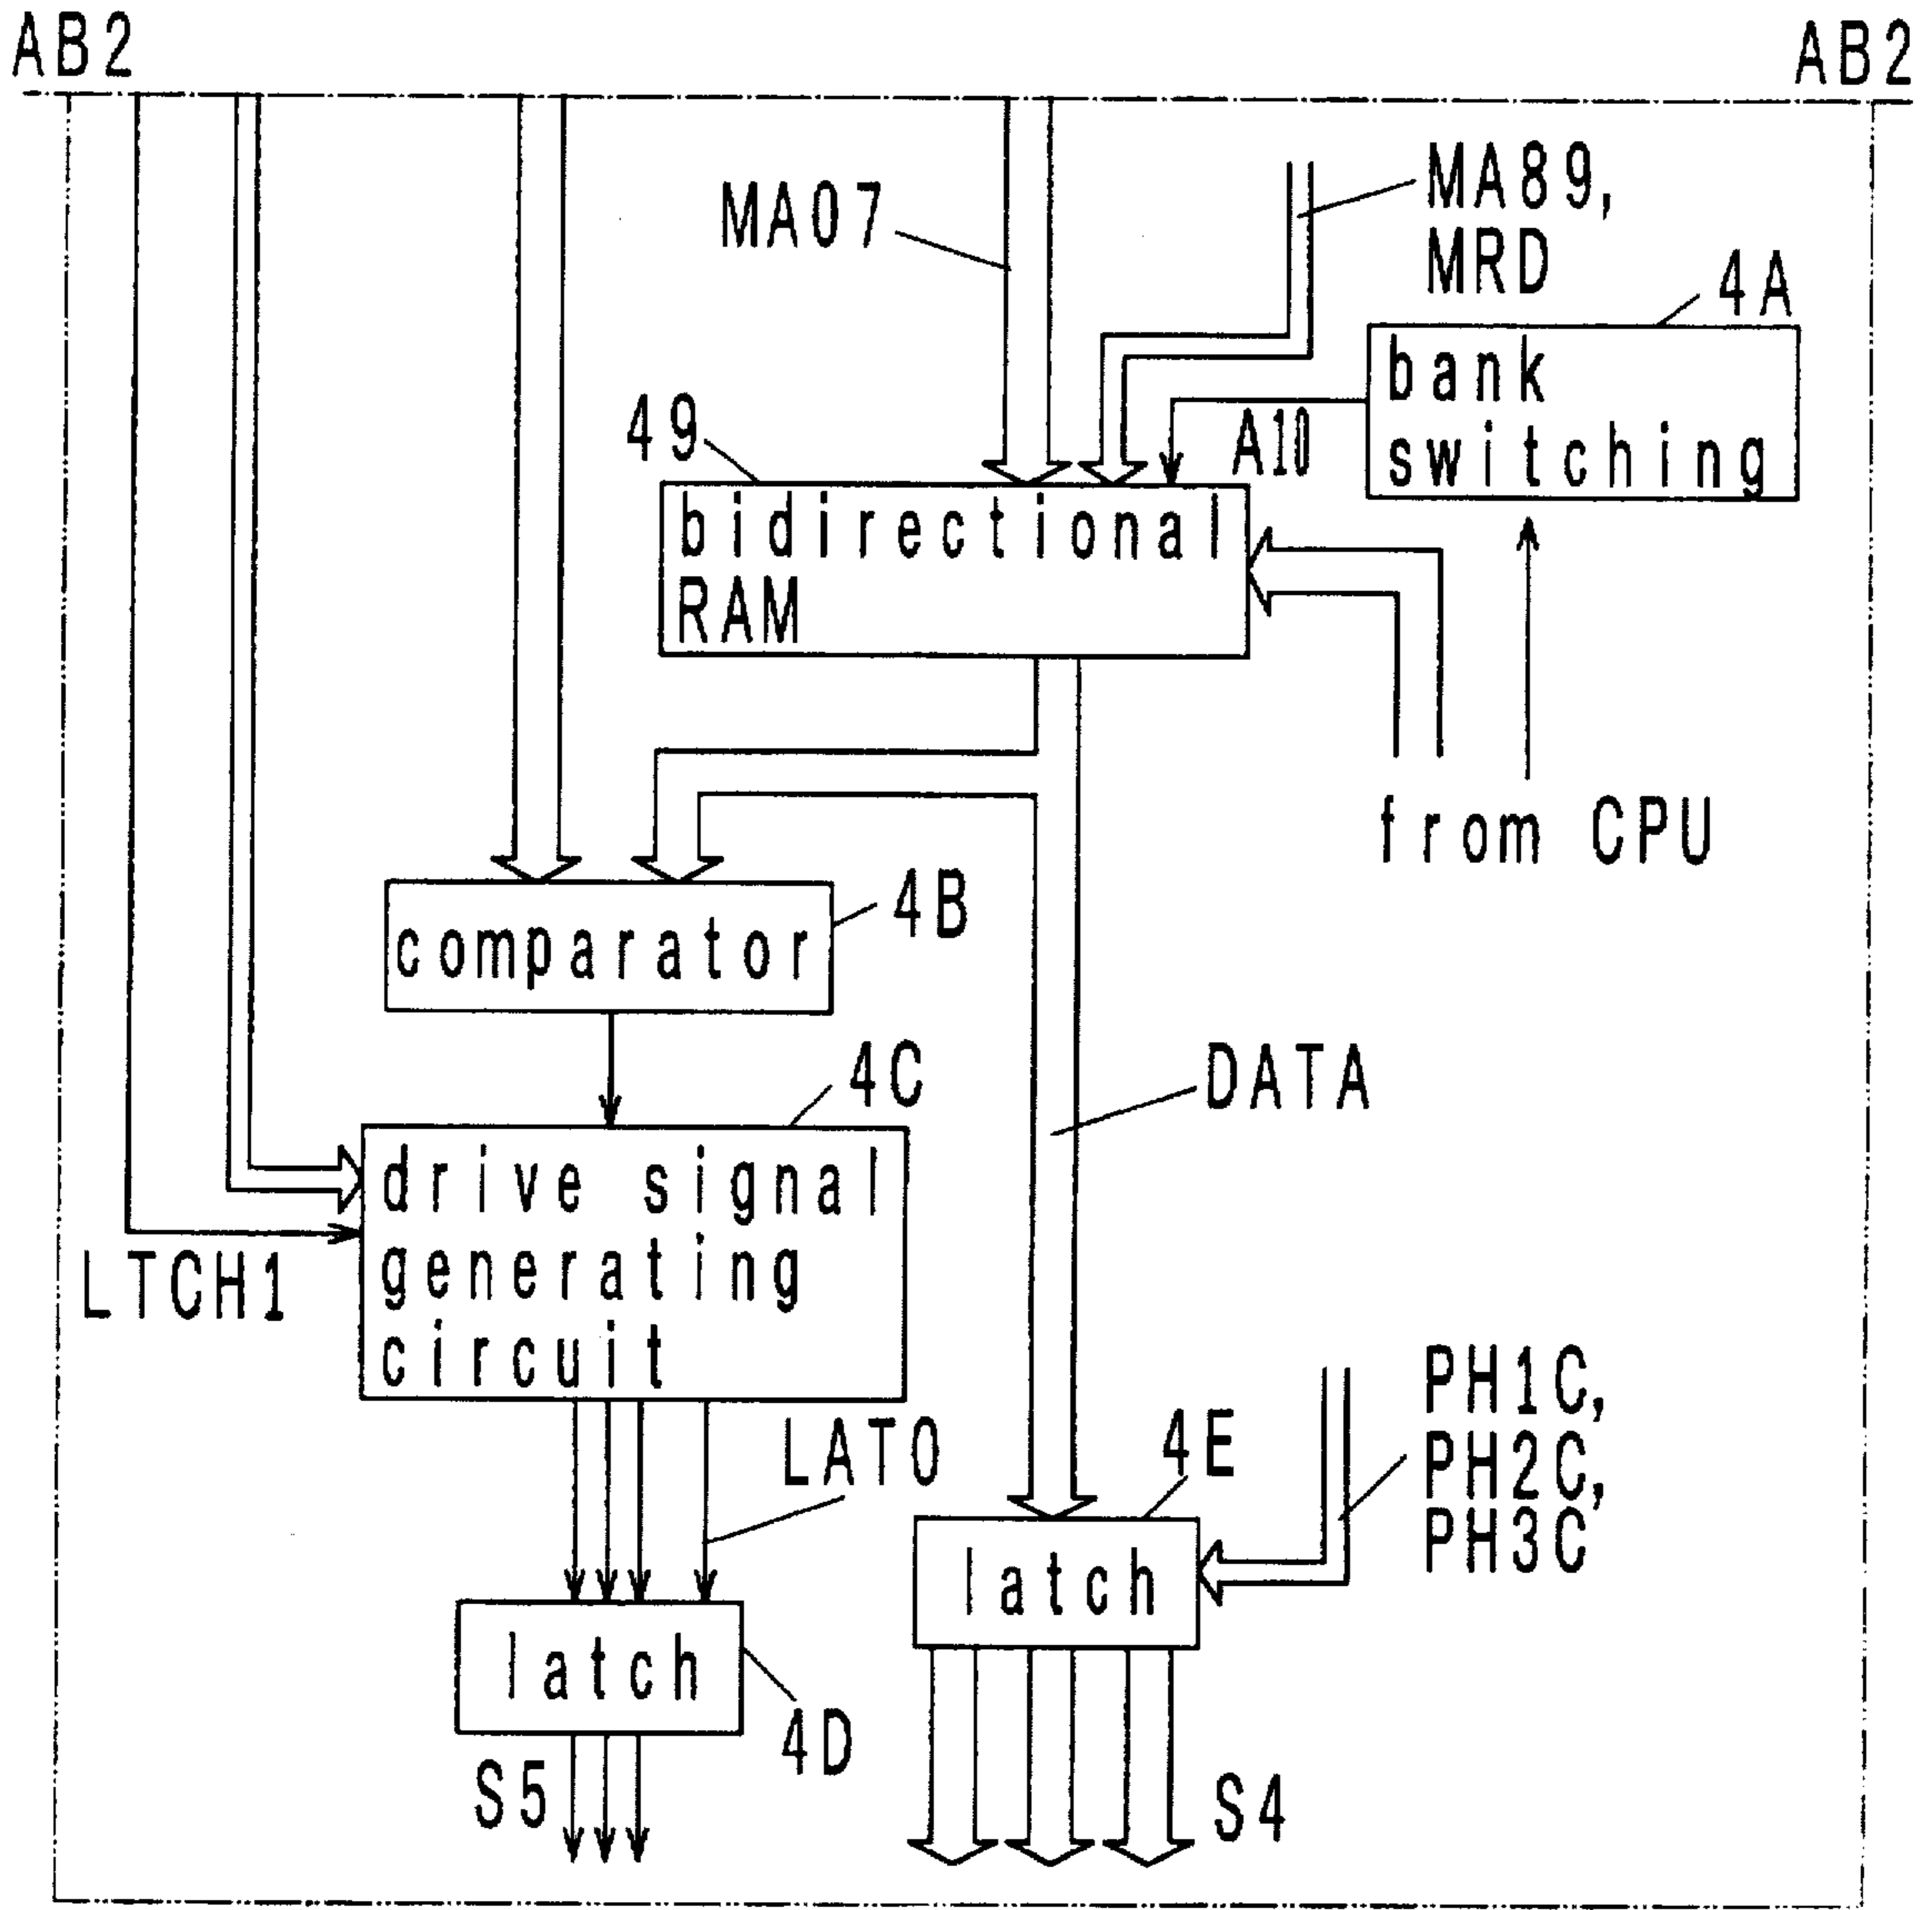 AB2
AB2
MA07
MA89,
MRD
4A
bank
switching
49
A10
bidirectional
RAM
from CPU
4B
comparator
4C
DATA
drive signal
generating
circuit
LTCH1
PH1C,
PH2C,
PH3C
LAT0
4E
latch
latch
4D
S5
S4